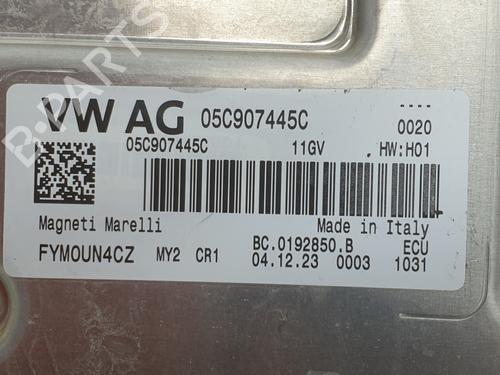 B-PARTS
VW AG 05C907445C
0020
05C907445C 11GV HW:H01
Magneti Marelli Made in Italy
FYMOUN4CZ MY2 CR1 BC.0192850.B ECU
04.12.23 0003 1031